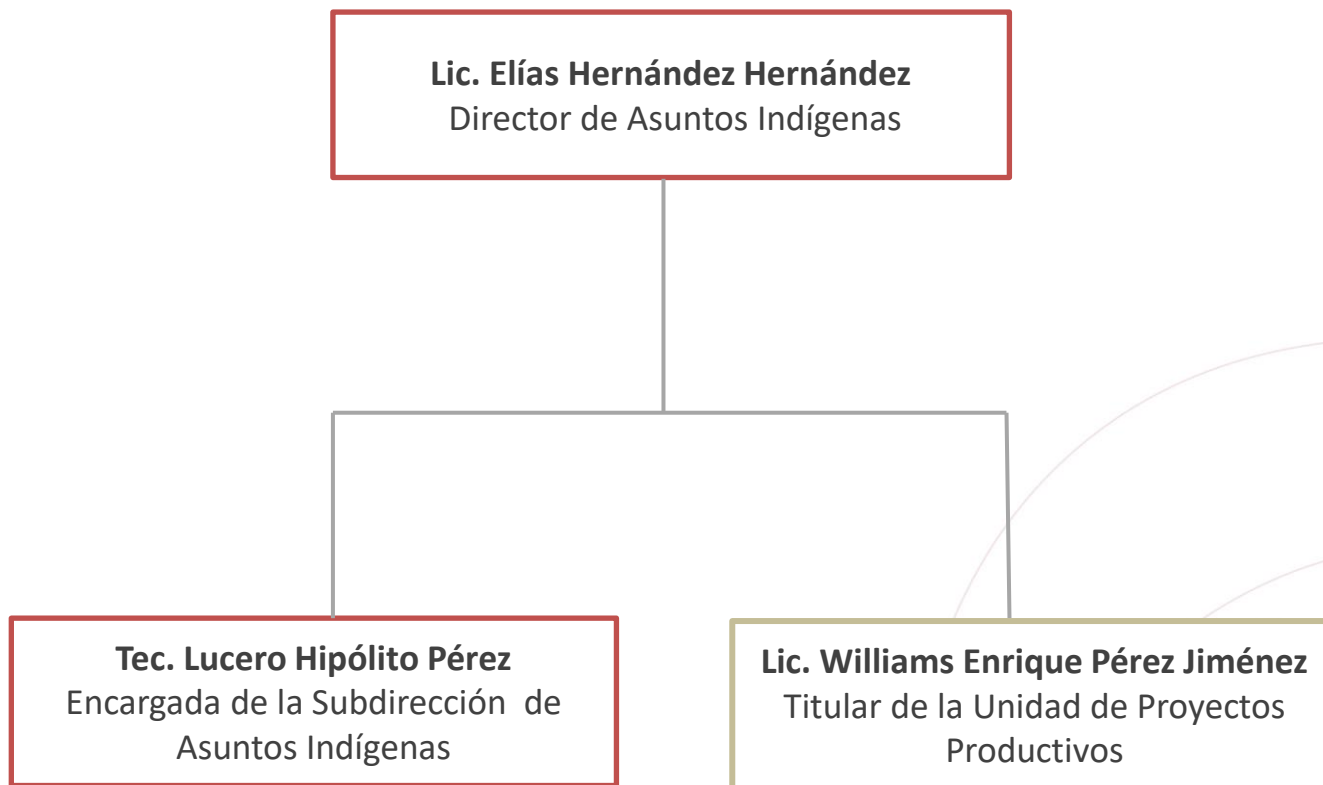 Lic. Elías Hernández Hernández
Director de Asuntos Indígenas
Tec. Lucero Hipólito Pérez
Encargada de la Subdirección de
Asuntos Indígenas
Lic. Williams Enrique Pérez Jiménez
Titular de la Unidad de Proyectos
Productivos